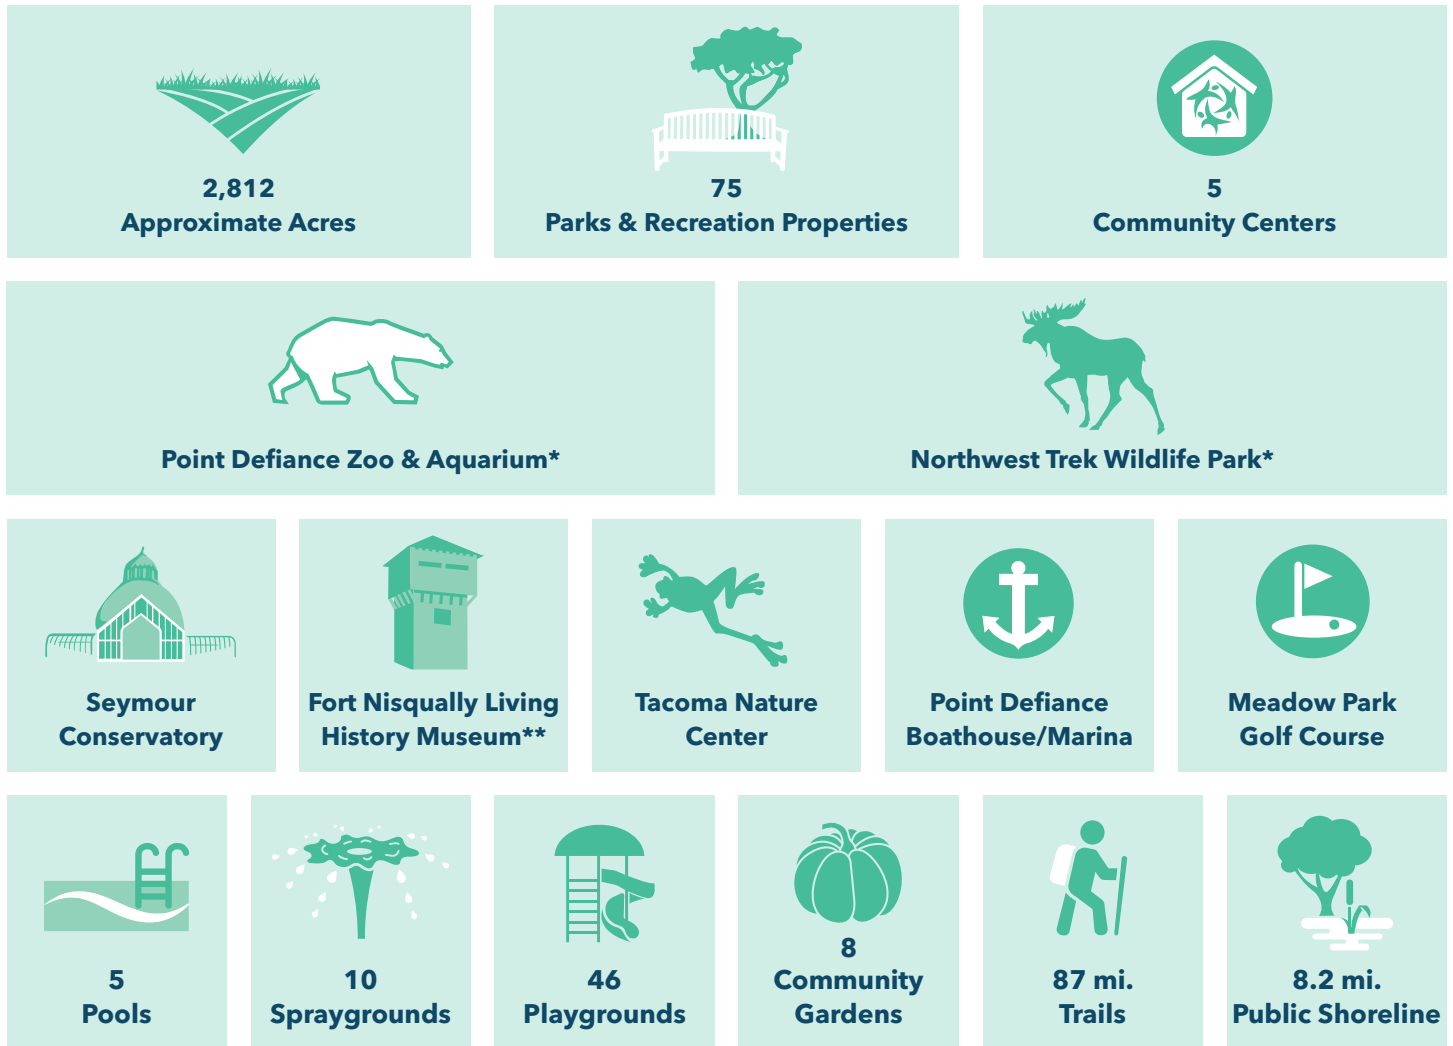 2,812
Approximate Acres
75
Parks & Recreation Properties
5
Community Centers
Point Defiance Zoo & Aquarium*
Northwest Trek Wildlife Park*
Seymour
Conservatory
Fort Nisqually Living
History Museum**
Tacoma Nature
Center
Point Defiance
Boathouse/Marina
Meadow Park
Golf Course
5
Pools
10
Spraygrounds
46
Playgrounds
8
Community
Gardens
87 mi.
Trails
8.2 mi.
Public Shoreline